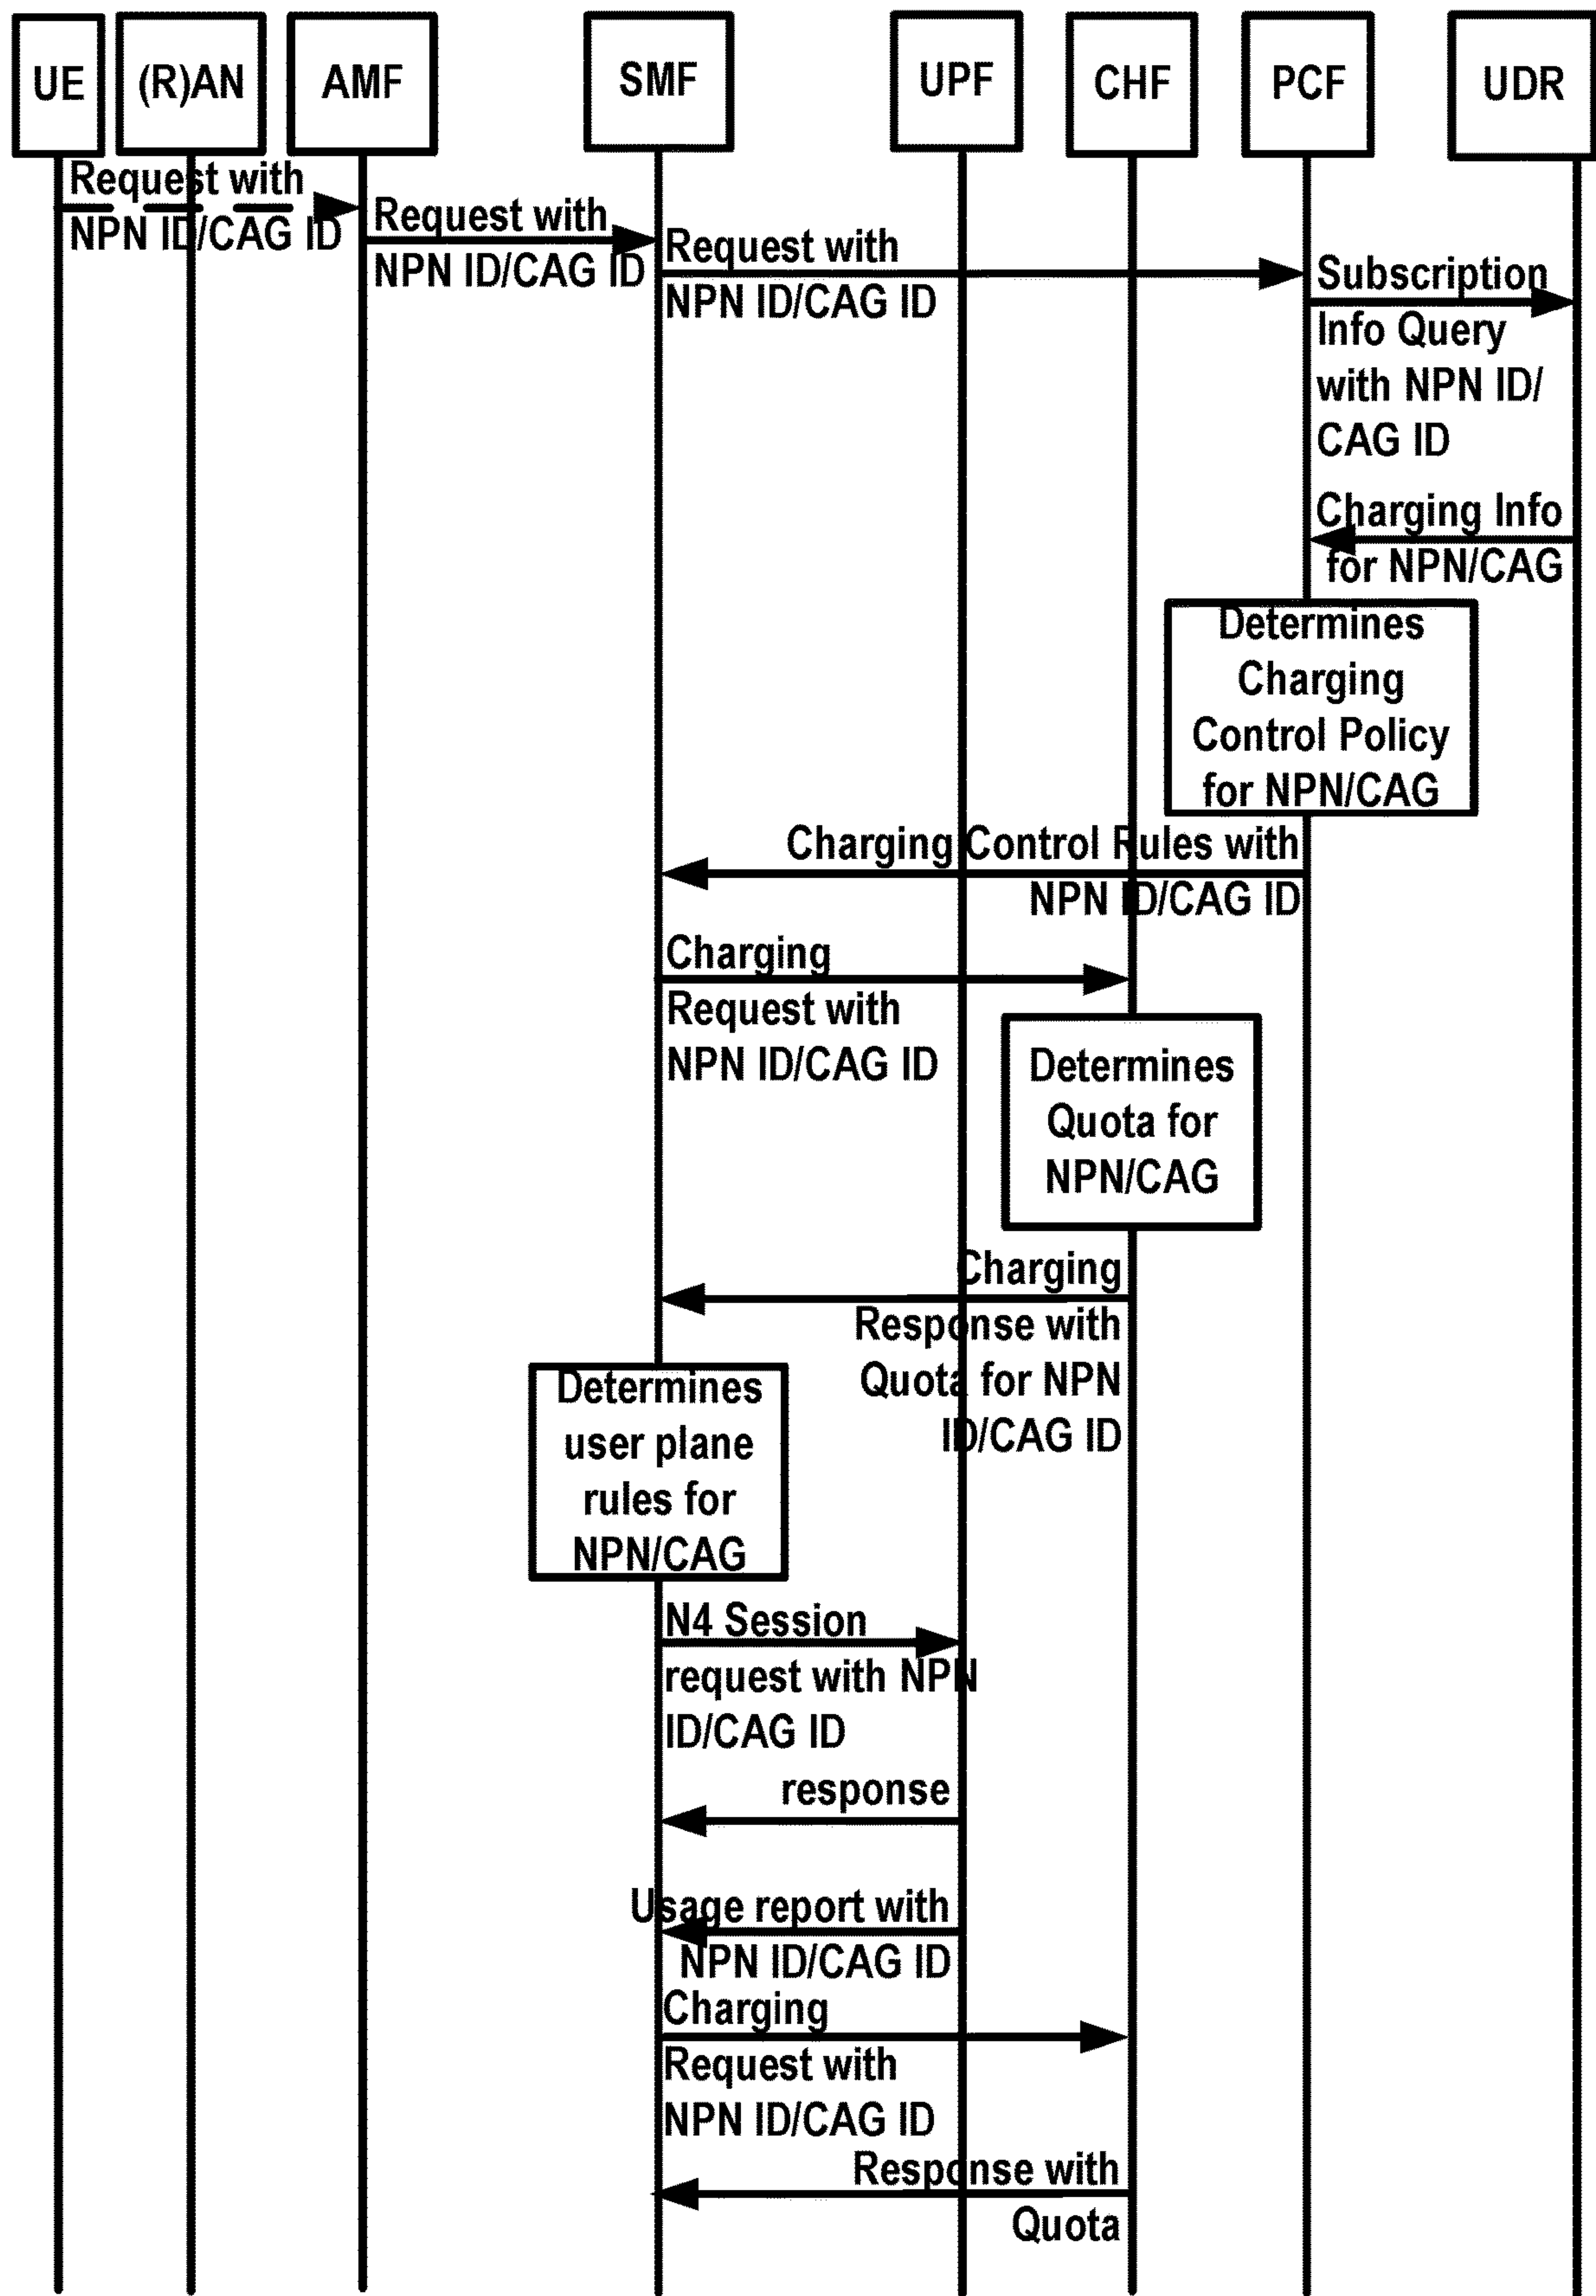 UE
(R)AN
AMF
SMF
UPF
CHF
PCF
UDR
Request with
NPN ID/CAG ID
Request with
NPN ID/CAG ID
Request with
NPN ID/CAG ID
Subscription
Info Query
with NPN ID/
CAG ID
Charging Info
for NPN/CAG
Determines
Charging
Control Policy
for NPN/CAG
Charging Control Rules with
NPN ID/CAG ID
Charging
Request with
NPN ID/CAG ID
Determines
Quota for
NPN/CAG
Charging
Response with
Quota for NPN
ID/CAG ID
Determines
user plane
rules for
NPN/CAG
N4 Session
request with NPN
ID/CAG ID
response
Usage report with
NPN ID/CAG ID
Charging
Request with
NPN ID/CAG ID
Response with
Quota